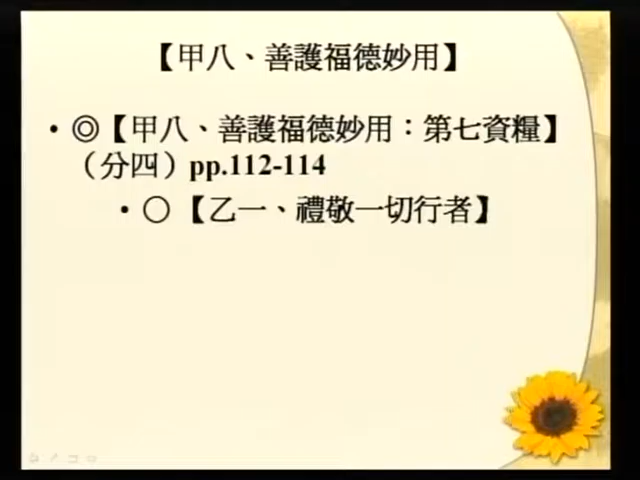 【甲八、善護福德妙用】
• ◎【甲八、善護福德妙用：第七資糧】
（分四）pp.112-114
• ○【乙一、禮敬一切行者】